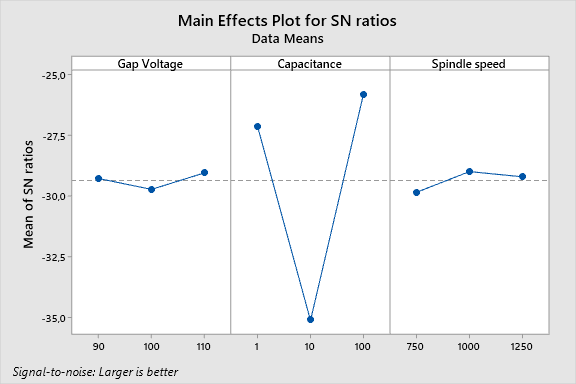 Main Effects Plot for SN ratios
Data Means
Gap Voltage Capacitance Spindle speed
Mean of SN ratios
-25,0
-27,5
-30,0
-32,5
-35,0
90 100 110 1 10 100 750 1000 1250
Signal-to-noise: Larger is better